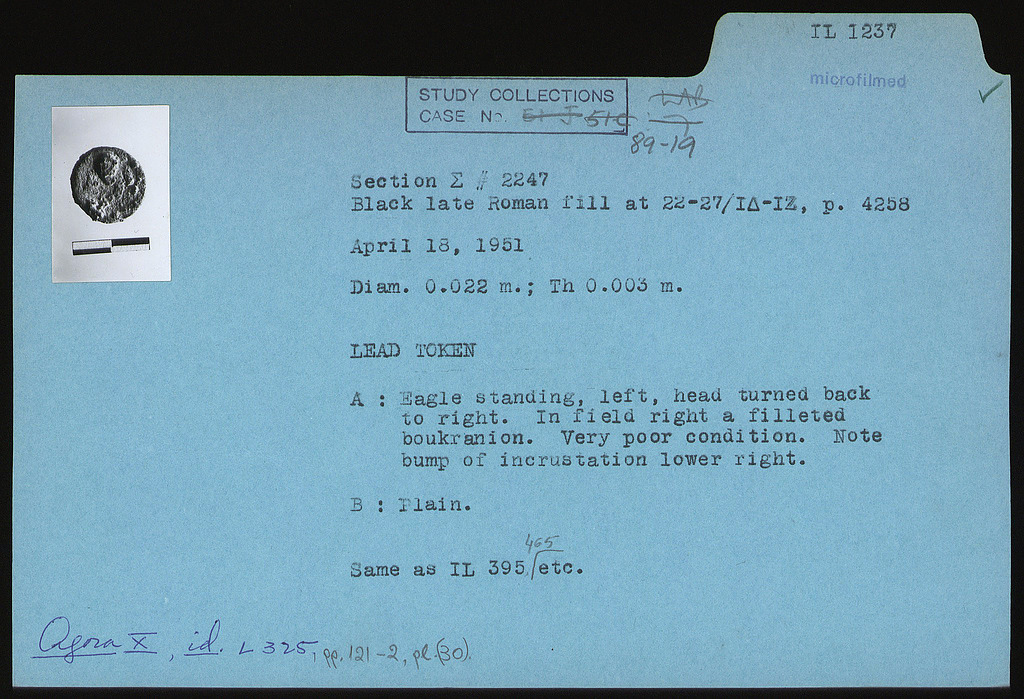 IL 1237
microfilmed
STUDY COLLECTIONS
CASE No. 51 C
89-19
Section Σ # 2247
Black late Roman fill at 22-27/ΙΔ-ΙΖ, p. 4258
April 18, 1951
Diam. 0.022 m.; Th 0.003 m.
LEAD TOKEN
A : Eagle standing, left, head turned back
to right. In field right a filleted
boukranion. Very poor condition. Note
bump of incrustation lower right.
B : Plain.
465
Same as IL 395,/etc.
Agora X, id. L 325, pp. 121-2, pl. (30).